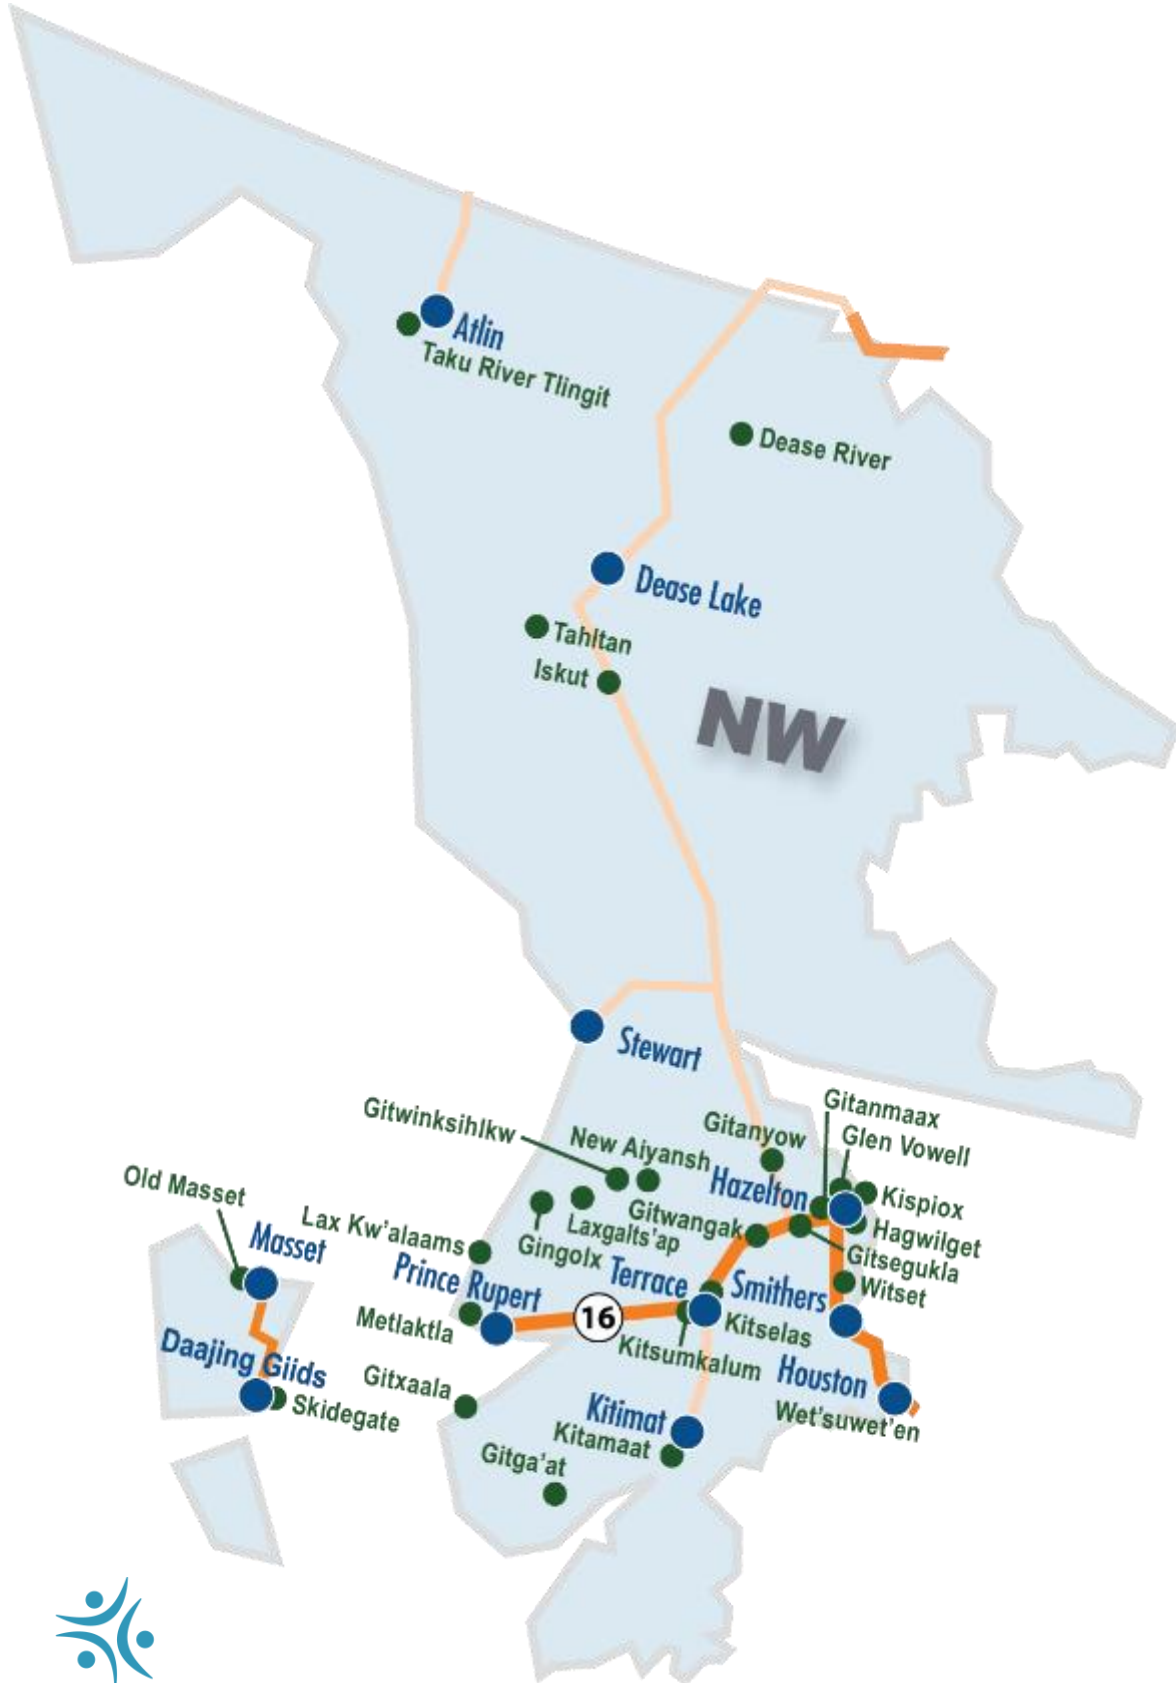 Atlin
Taku River Tlingit
Dease River
Dease Lake
Tahltan
Iskut
NW
Stewart
Gitanmaax
Gitwinksihlkw
Gitanyow
Glen Vowell
New Aiyansh
Old Masset
Hazelton
Kispiox
Lax Kw'alaams
Laxgalts'ap
Gitwangak
Hagwilget
Masset
Gingolx
Gitsegukla
Prince Rupert
Terrace
Smithers
Witset
Metlaktla
16
Kitselas
Daajing Giids
Kitsumkalum
Gitxaala
Houston
Skidegate
Kitimat
Wet'suwet'en
Kitamaat
Gitga'at